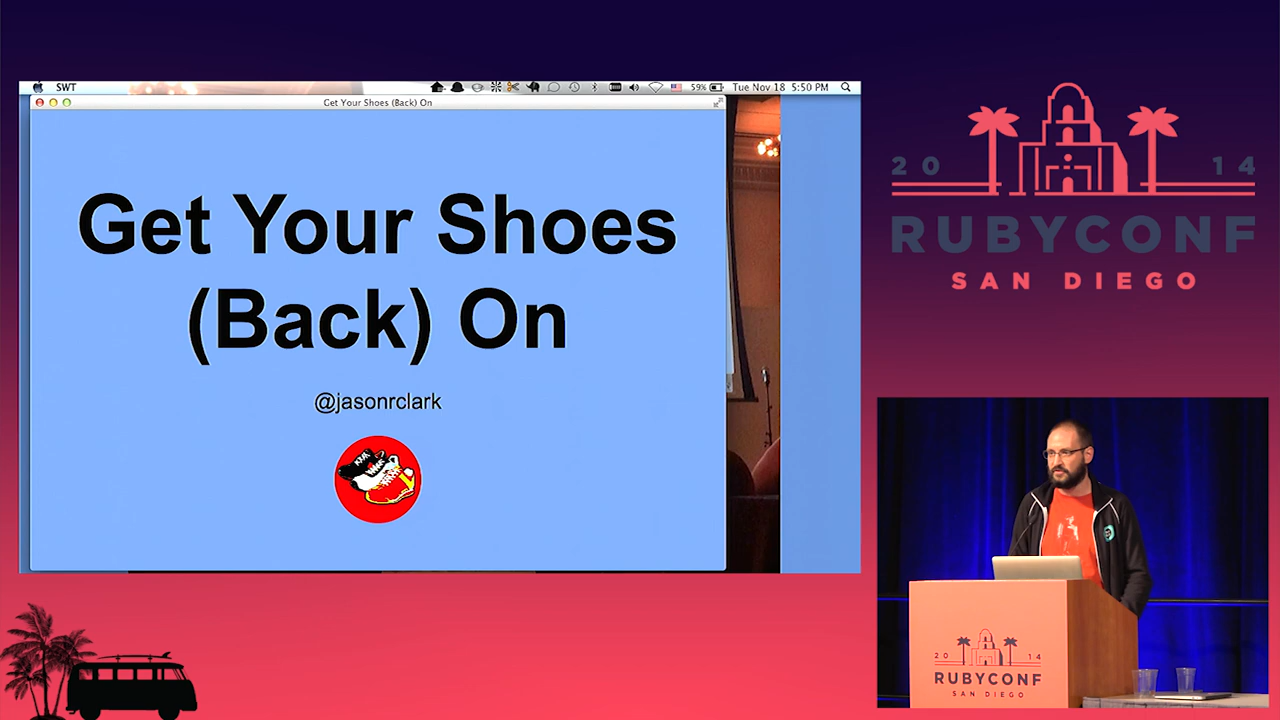 SWT
59%
Tue Nov 18 5:50 PM
Get Your Shoes (Back) On
Get Your Shoes
(Back) On
@jasonrclark
20 14
RUBYCONF
SAN DIEGO
20 14
RUBYCONF
SAN DIEGO